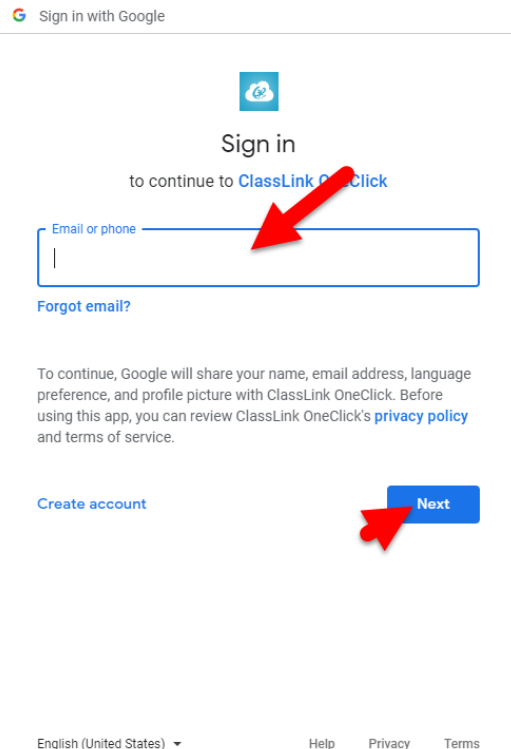 Sign in with Google
Sign in
to continue to ClassLink OneClick
Email or phone
Forgot email?
To continue, Google will share your name, email address, language
preference, and profile picture with ClassLink OneClick. Before
using this app, you can review ClassLink OneClick's privacy policy
and terms of service.
Create account
Next
English (United States)
Help Privacy Terms